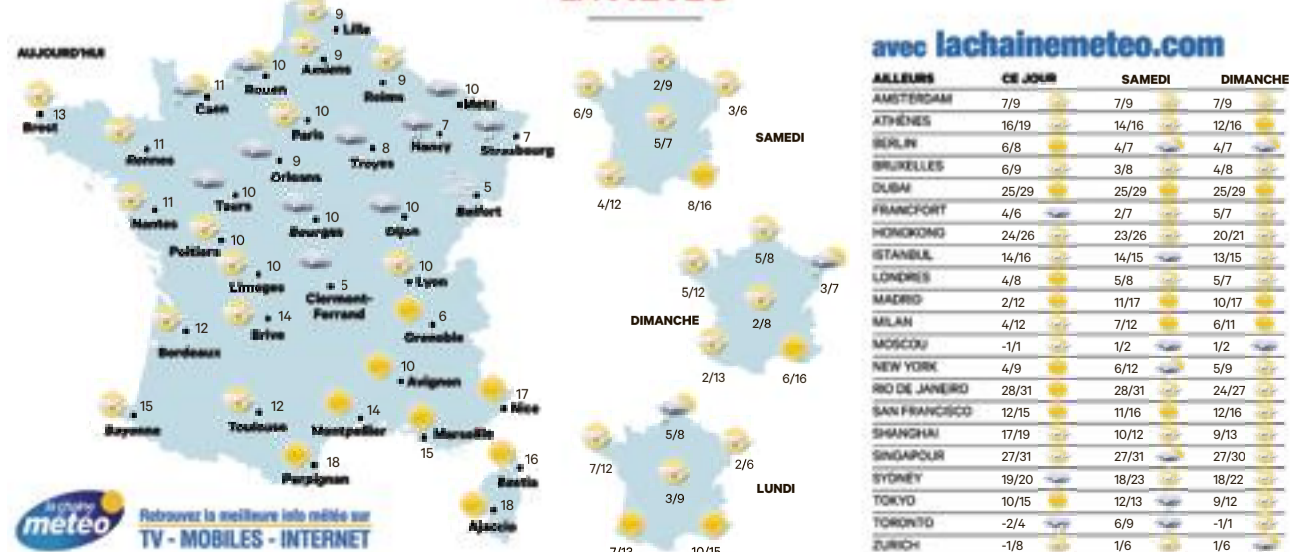 AUJOURD'HUI
9
Lille
9
Amiens
10
Rouen
11
Caen
9
Reims
10
Metz
13
Brest
10
Paris
7
Nancy
7
Strasbourg
11
Rennes
8
Troyes
9
Orléans
10
Tours
5
Belfort
11
Nantes
10
Bourges
10
Dijon
10
Poitiers
10
Limoges
5
Clermont-
Ferrand
10
Lyon
14
Brive
6
Grenoble
12
Bordeaux
10
Avignon
17
Nice
15
Bayonne
12
Toulouse
14
Montpellier
Marseille
15
18
Perpignan
16
Bastia
18
Ajaccio
la chaîne
météo
Retrouvez la meilleure info météo sur
TV - MOBILES - INTERNET
2/9
6/9
3/6
5/7
SAMEDI
4/12
8/16
5/8
5/12
3/7
DIMANCHE
2/8
2/13
6/16
5/8
7/12
2/6
3/9
LUNDI
7/13
10/15
avec lachainemeteo.com
AILLEURS CE JOUR SAMEDI DIMANCHE
AMSTERDAM 7/9 7/9 7/9
ATHÈNES 16/19 14/16 12/16
BERLIN 6/8 4/7 4/7
BRUXELLES 6/9 3/8 4/8
DUBAI 25/29 25/29 25/29
FRANCFORT 4/6 2/7 5/7
HONGKONG 24/26 23/26 20/21
ISTANBUL 14/16 14/15 13/15
LONDRES 4/8 5/8 5/7
MADRID 2/12 11/17 10/17
MILAN 4/12 7/12 6/11
MOSCOU -1/1 1/2 1/2
NEW YORK 4/9 6/12 5/9
RIO DE JANEIRO 28/31 28/31 24/27
SAN FRANCISCO 12/15 11/16 12/16
SHANGHAI 17/19 10/12 9/13
SINGAPOUR 27/31 27/31 27/30
SYDNEY 19/20 18/23 18/22
TOKYO 10/15 12/13 9/12
TORONTO -2/4 6/9 -1/1
ZURICH -1/8 1/6 1/6